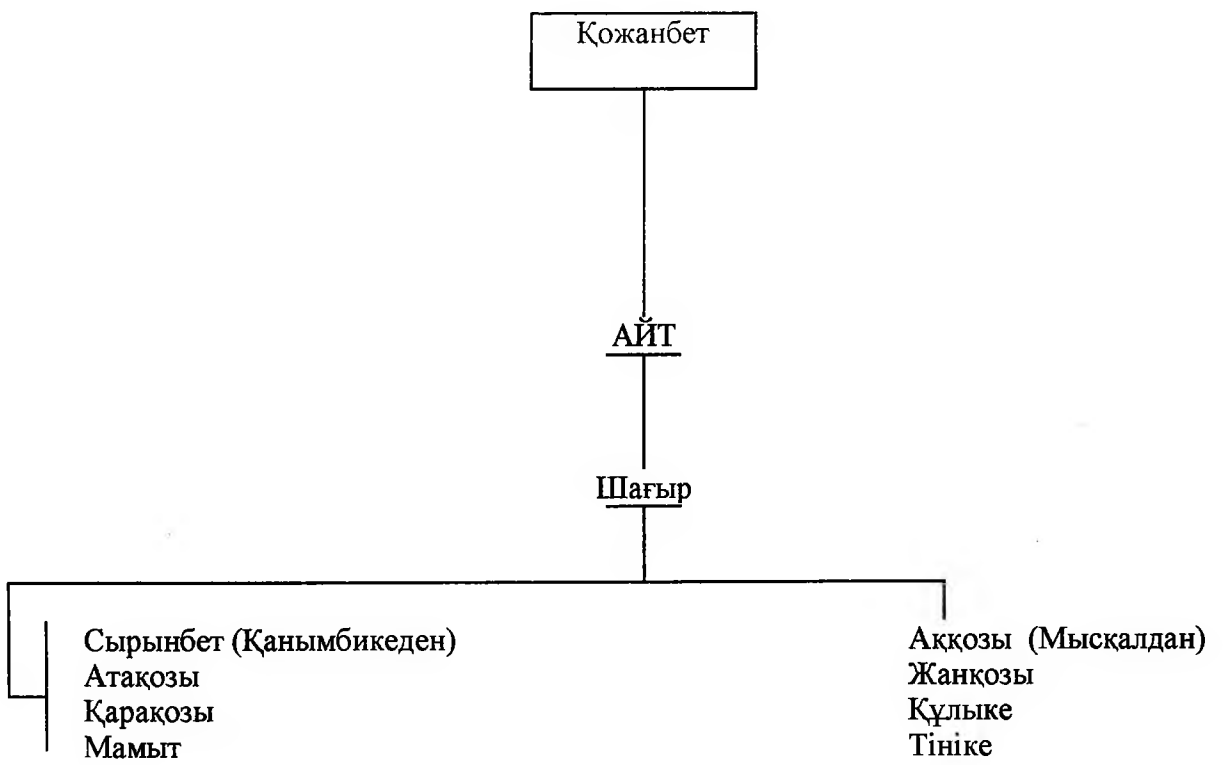 Қожанбет
АЙТ
Шағыр
Сырынбет (Қанымбикеден)
Атақозы
Қарақозы
Мамыт
Аққозы (Мысқалдан)
Жанқозы
Құлыке
Тініке